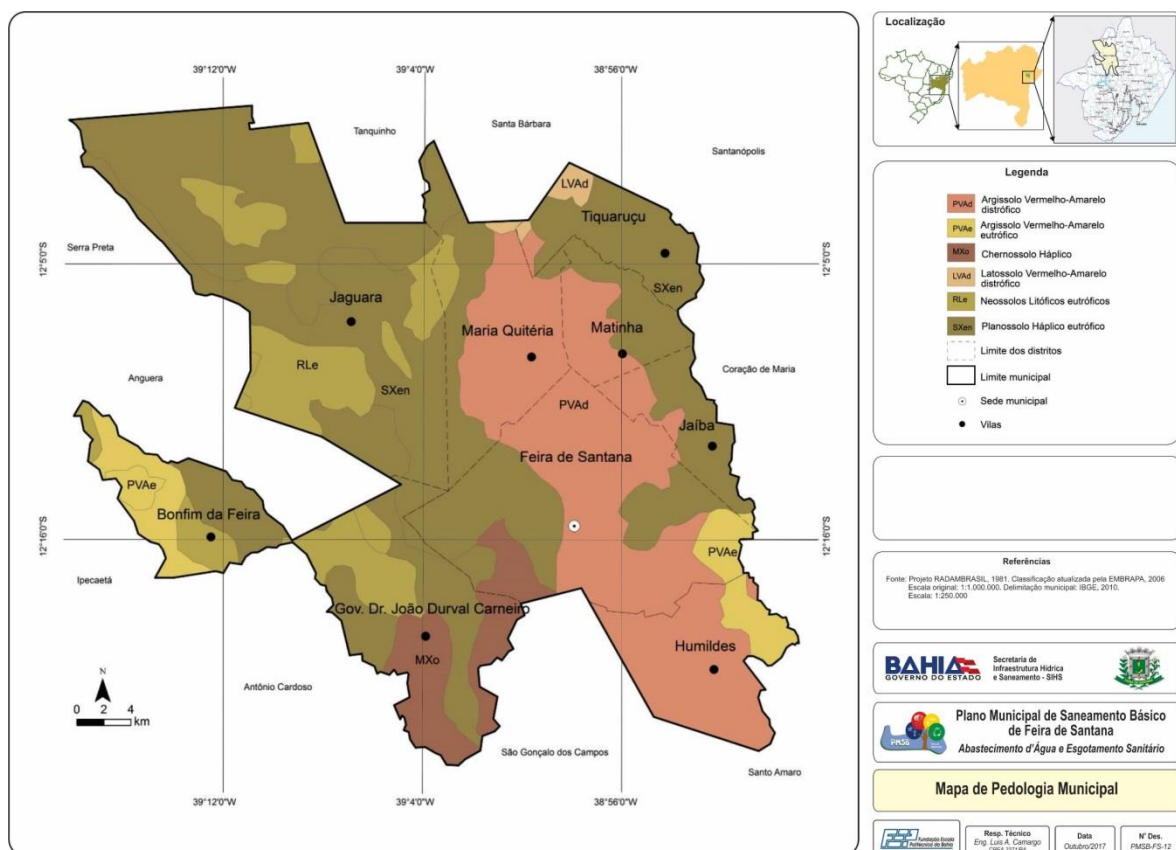 39°12'0"W
39°4'0"W
38°56'0"W
Tanquinho
Santa Bárbara
Santanópolis
LVAd
Tiquaruçu
Serra Preta
12°5'0"S
12°5'0"S
SXen
Jaguara
Maria Quitéria
Matinha
RLe
SXen
Anguera
Coração de Maria
PVAd
Jaíba
Feira de Santana
PVAe
Bonfim da Feira
12°16'0"S
12°16'0"S
PVAe
Ipecaetá
Gov. Dr. João Durval Carneiro
Humildes
MXo
Antônio Cardoso
N
0 2 4
km
São Gonçalo dos Campos
Santo Amaro
39°12'0"W
39°4'0"W
38°56'0"W
Localização
Legenda
PVAd Argissolo Vermelho-Amarelo
distrófico
PVAe Argissolo Vermelho-Amarelo
eutrófico
MXo Chernossolo Háplico
LVAd Latossolo Vermelho-Amarelo
distrófico
RLe Neossolos Litóficos eutróficos
SXen Planossolo Háplico eutrófico
Limite dos distritos
Limite municipal
Sede municipal
Vilas
Referências
Fonte: Projeto RADAMBRASIL, 1981. Classificação atualizada pela EMBRAPA, 2006
Escala original: 1:1.000.000. Delimitação municipal: IBGE, 2010.
Escala: 1:250.000
BAHIA
GOVERNO DO ESTADO
Secretaria de
Infraestrutura Hídrica
e Saneamento - SIHS
PMSB
Plano Municipal de Saneamento Básico
de Feira de Santana
Abastecimento d'Água e Esgotamento Sanitário
Mapa de Pedologia Municipal
Fundação Escola
Politécnica da Bahia
Resp. Técnico
Eng. Luis A. Camargo
Data
Outubro/2017
N° Des.
PMSB-FS-12